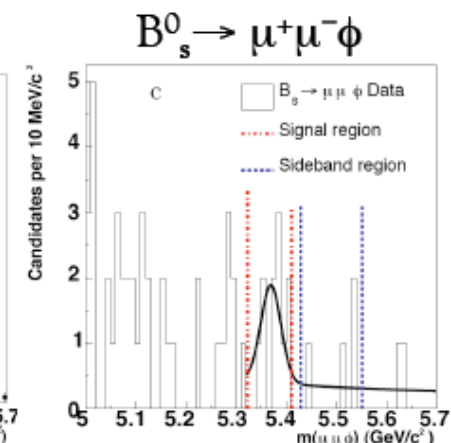 B⁰ₛ → μ⁺μ⁻φ
Candidates per 10 MeV/c²
5
4
3
2
1
0
C
Bₛ → μ μ φ Data
Signal region
Sideband region
5 5.1 5.2 5.3 5.4 5.5 5.6 5.7
m(μ μ φ) (GeV/c²)
5.7